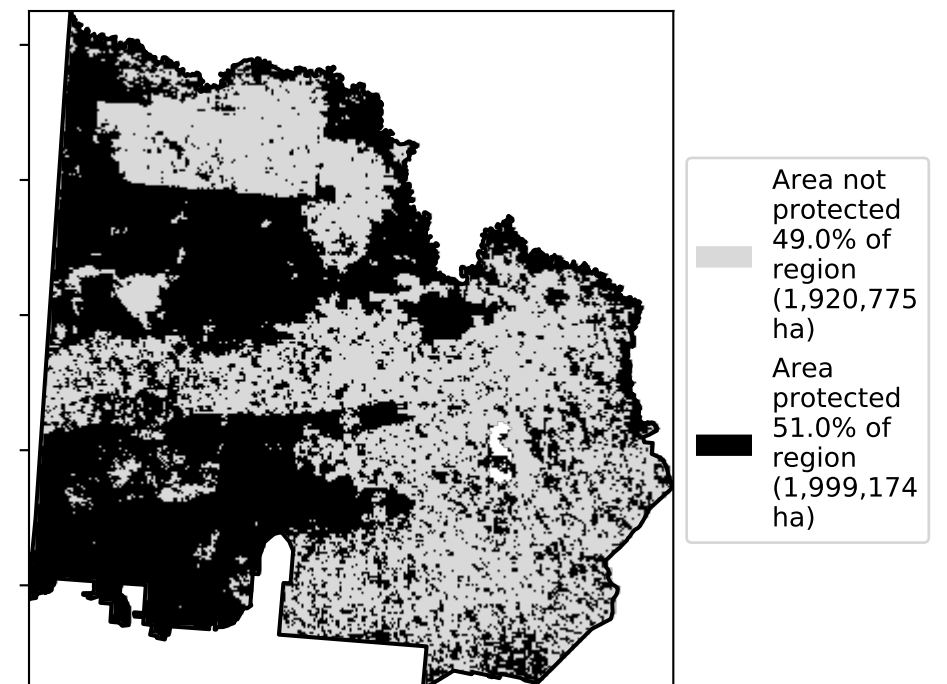 Area not
protected
49.0% of
region
(1,920,775
ha)
Area
protected
51.0% of
region
(1,999,174
ha)